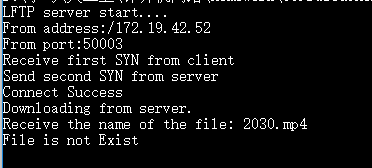 LFTP server start....
From address:/172.19.42.52
From port:50003
Receive first SYN from client
Send second SYN from server
Connect Success
Downloading from server.
Receive the name of the file: 2030.mp4
File is not Exist